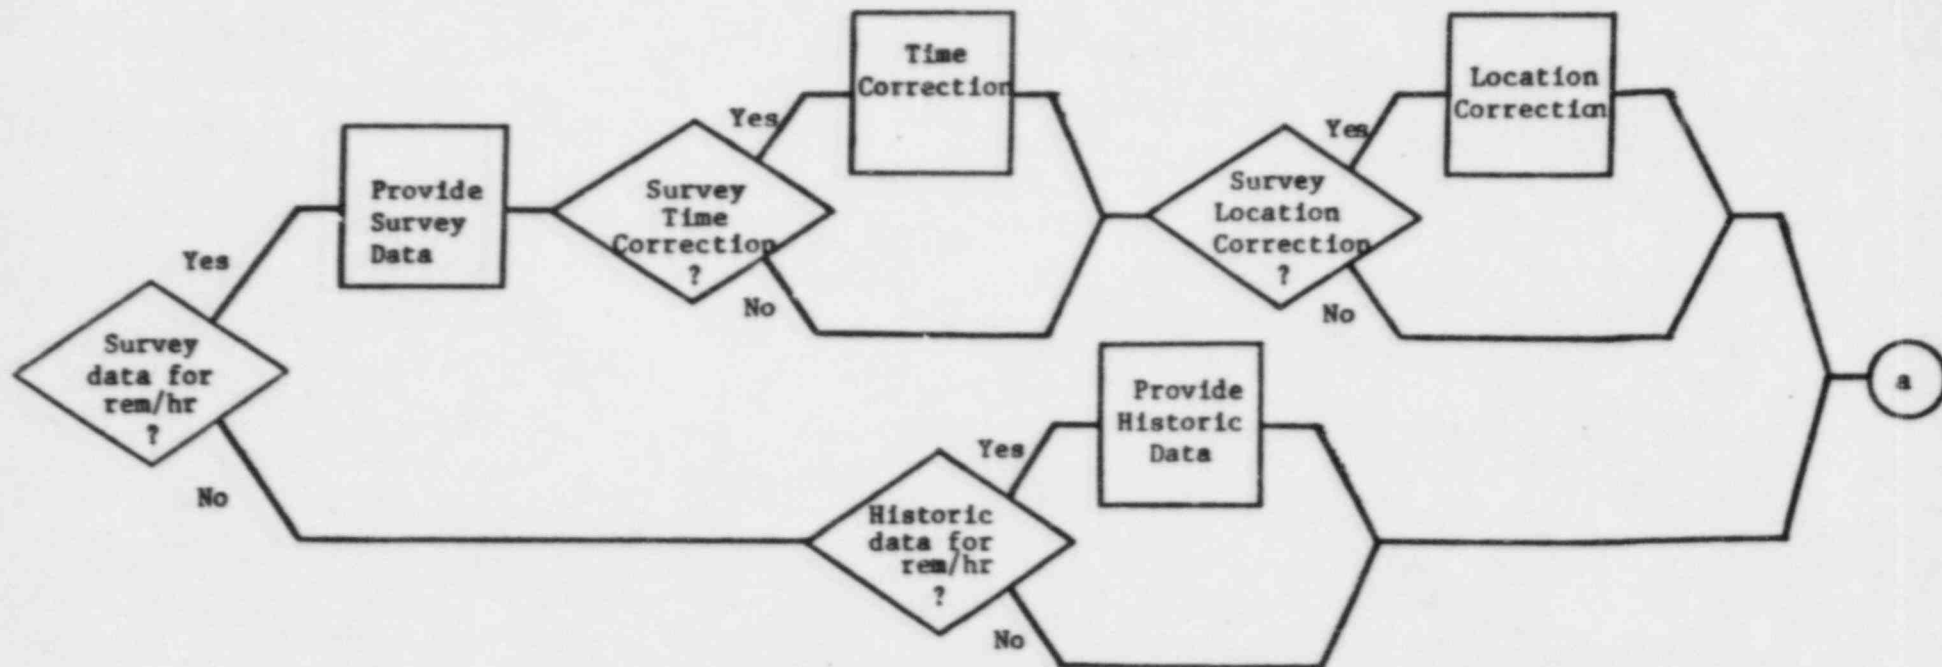 Time
Correction
Location
Correction
Yes
Yes
Provide
Survey
Data
Survey
Time
Correction
?
Survey
Location
Correction
?
Yes
No
No
Survey
data for
rem/hr
?
Provide
Historic
Data
a
Yes
No
Historic
data for
rem/hr
?
No